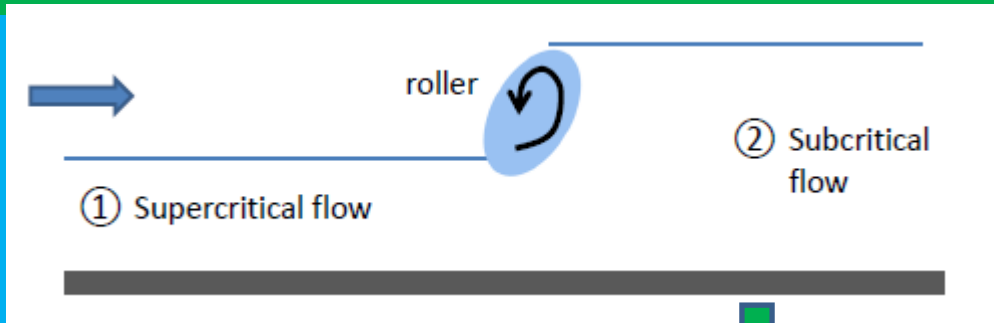 roller
② Subcritical
flow
① Supercritical flow